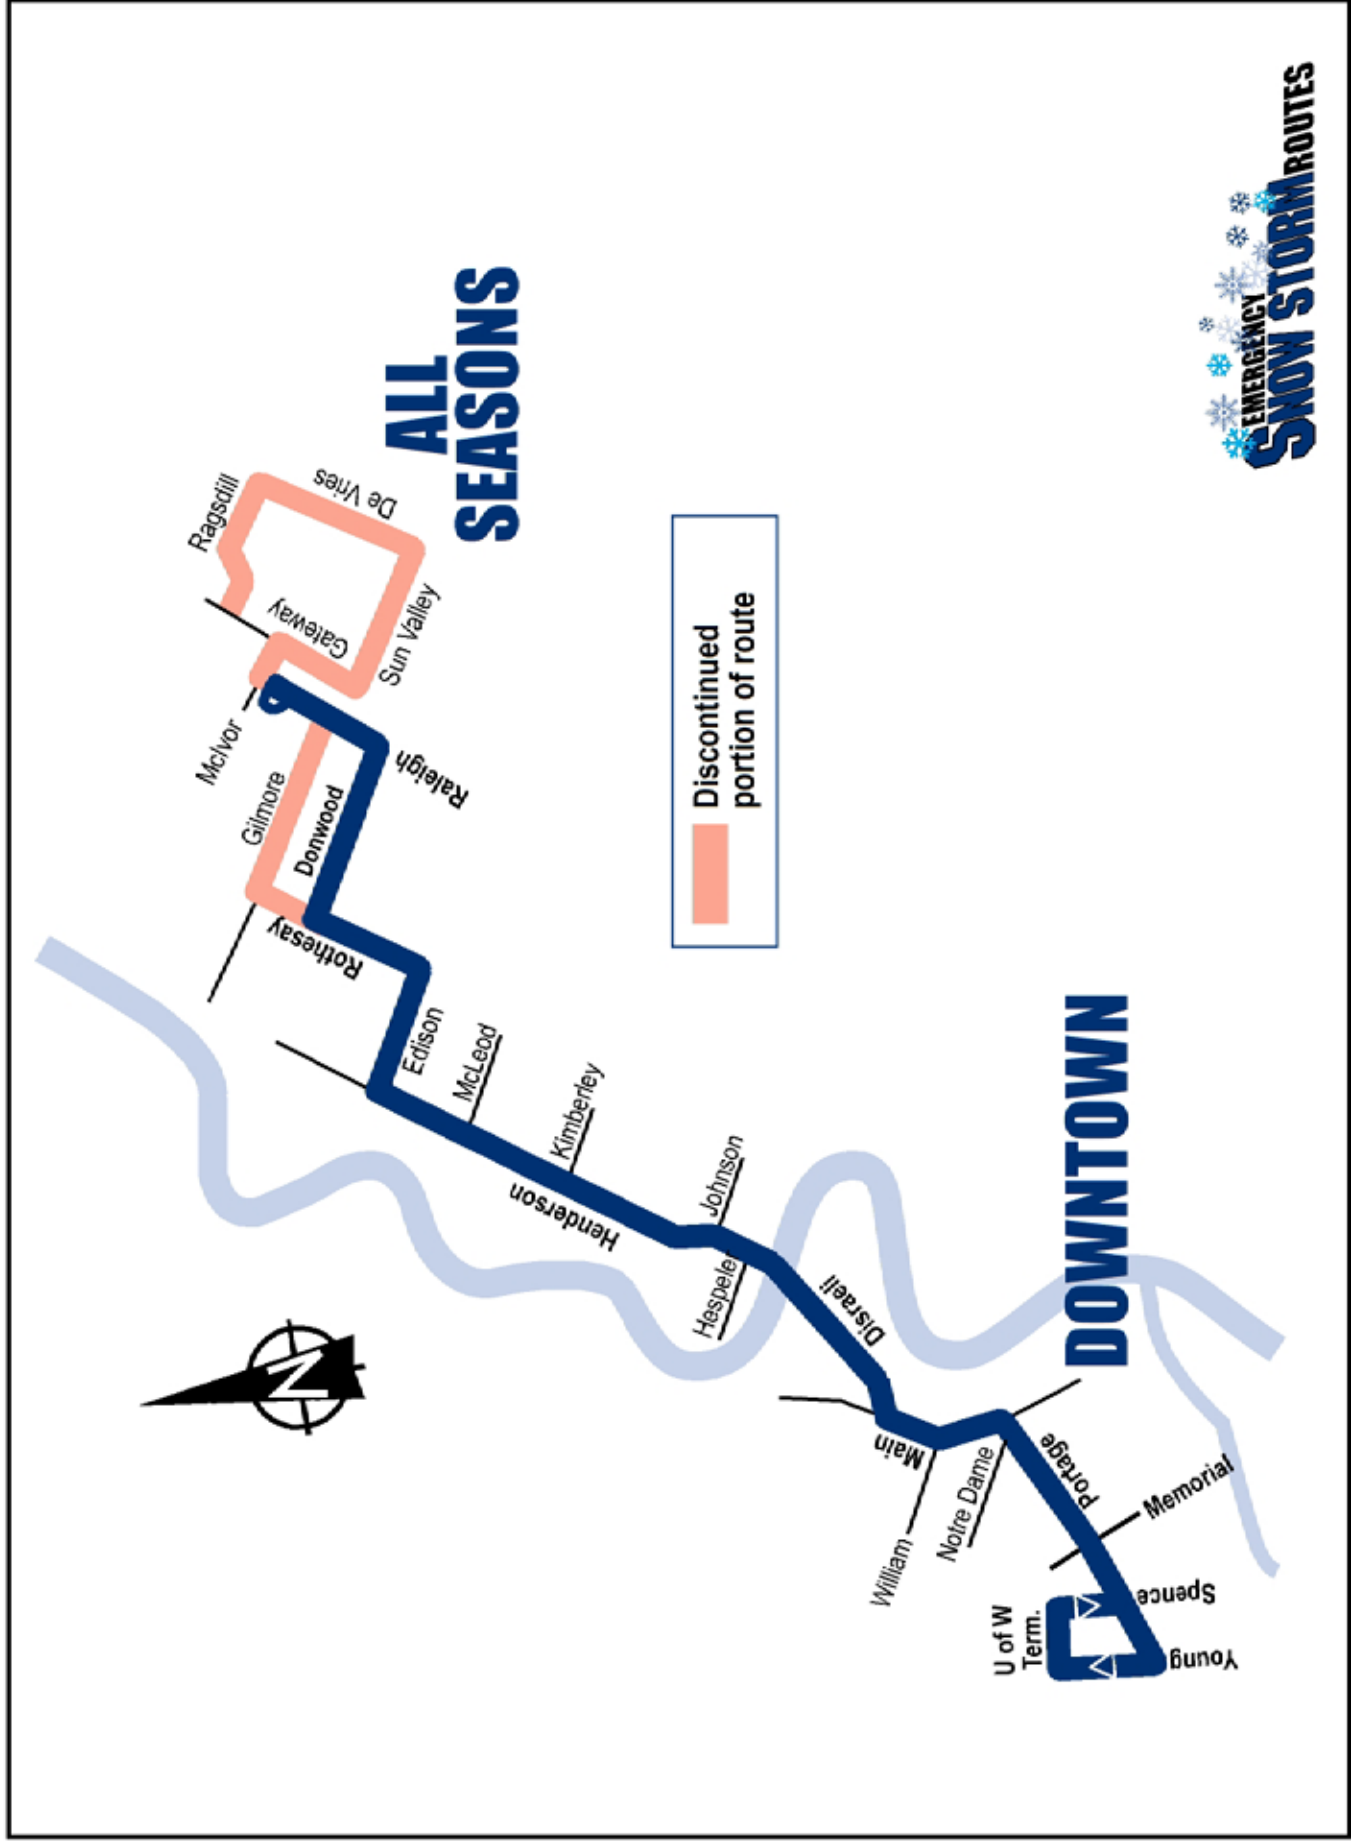 Ragsdill
De Vries
Gateway
Sun Valley
McIvor
Gilmore
Donwood
Raleigh
Rothesay
ALL
SEASONS
Edison
McLeod
Kimberley
Henderson
Johnson
Hespele
Disraeli
Main
William
Notre Dame
Portage
Memorial
Spence
Young
U of W
Term.
DOWNTOWN
N
Discontinued
portion of route
EMERGENCY
SNOW STORM ROUTES